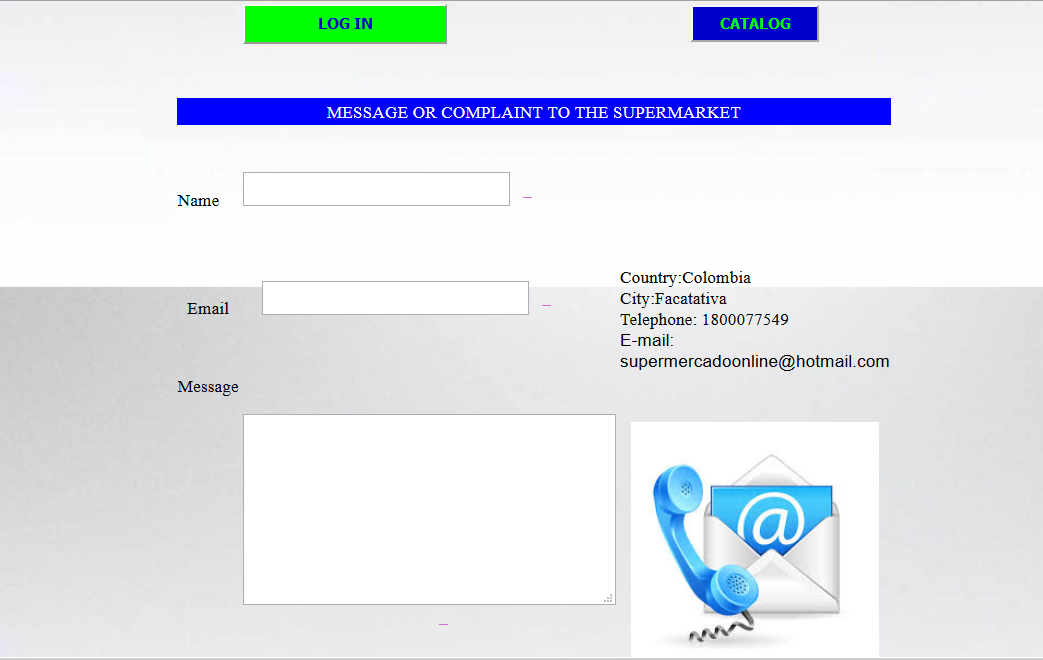 LOG IN
CATALOG
MESSAGE OR COMPLAINT TO THE SUPERMARKET
Name
Email
Country:Colombia
City:Facatativa
Telephone: 1800077549
E-mail:
supermercadoonline@hotmail.com
Message
@